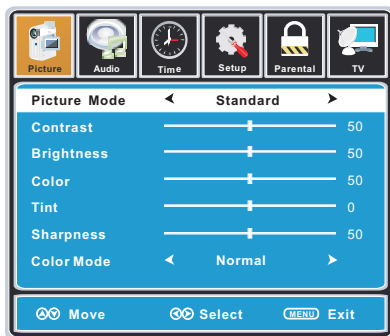 Picture Audio Time Setup Parental TV
Picture Mode Standard
Contrast 50
Brightness 50
Color 50
Tint 0
Sharpness 50
Color Mode Normal
Move Select MENU Exit